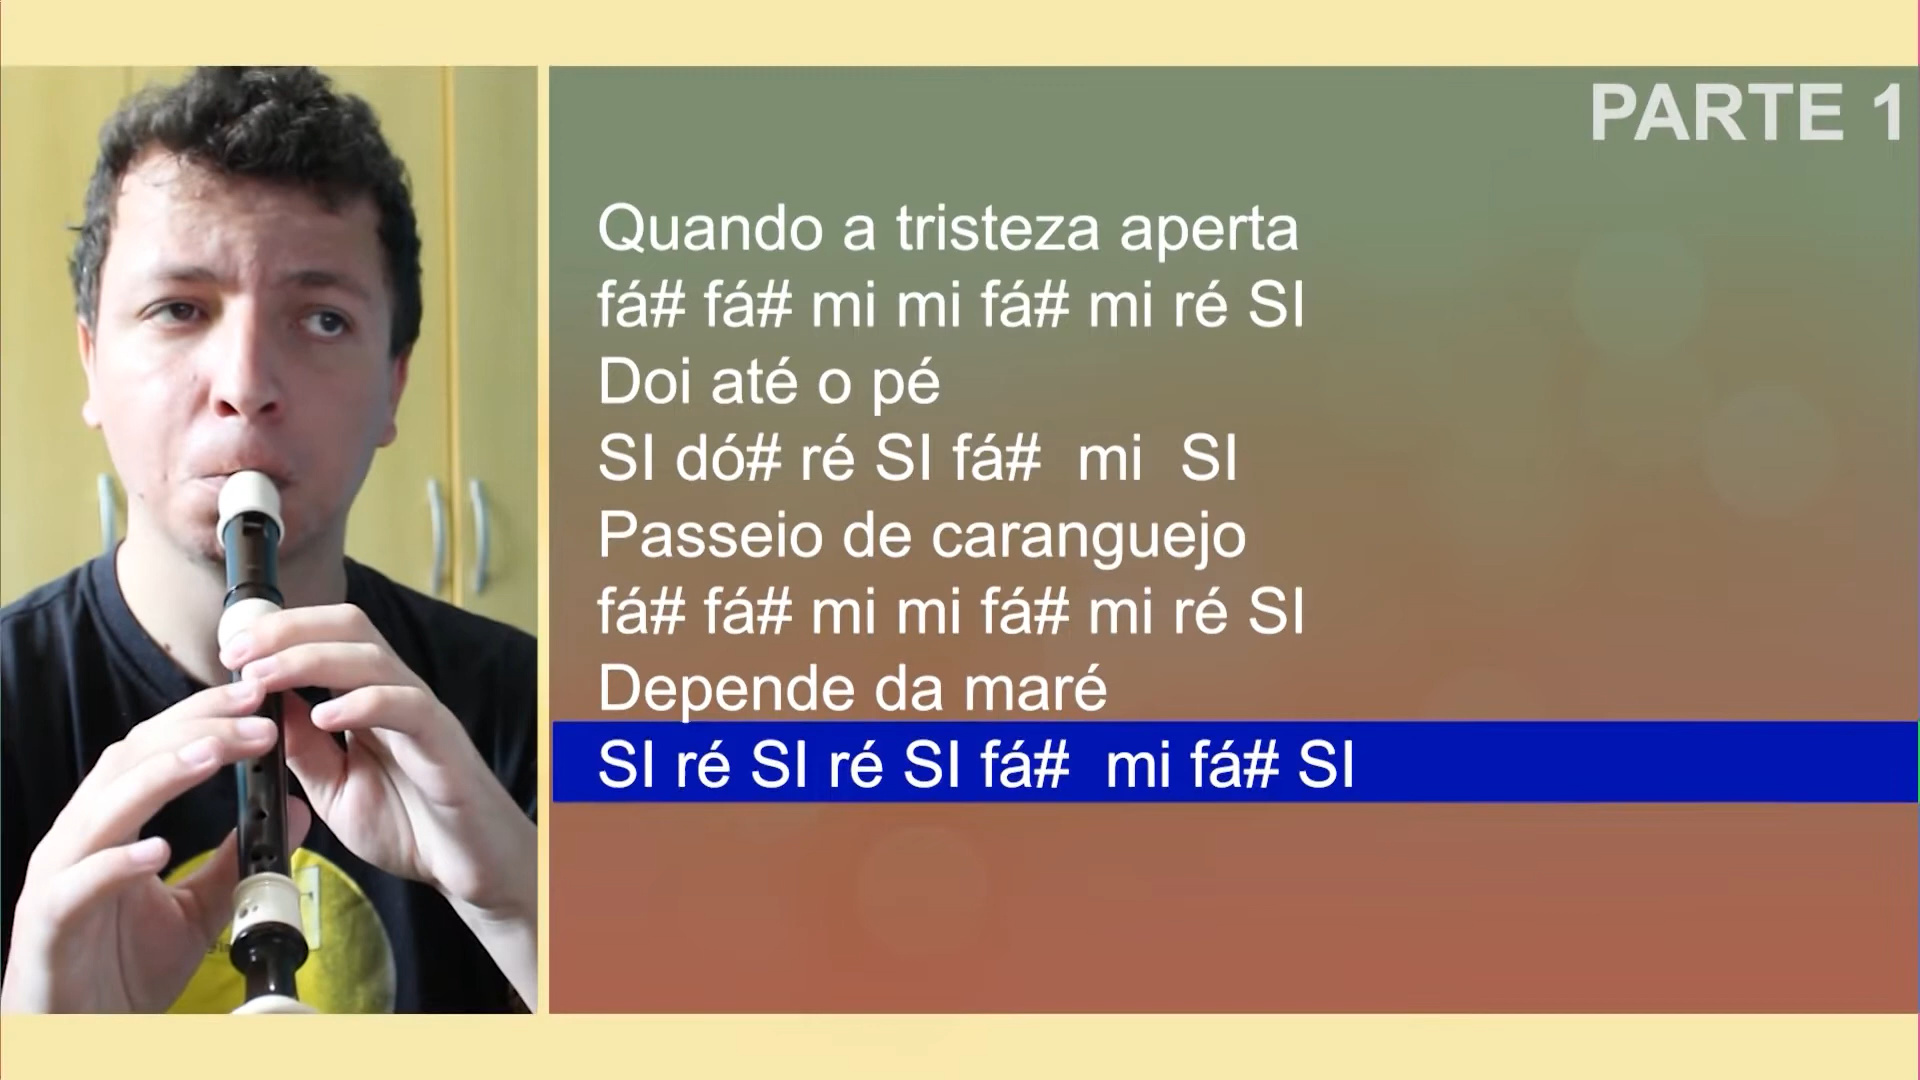 PARTE 1
Quando a tristeza aperta
fá# fá# mi mi fá# mi ré SI
Doi até o pé
SI dó# ré SI fá# mi SI
Passeio de caranguejo
fá# fá# mi mi fá# mi ré SI
Depende da maré
SI ré SI ré SI fá# mi fá# SI